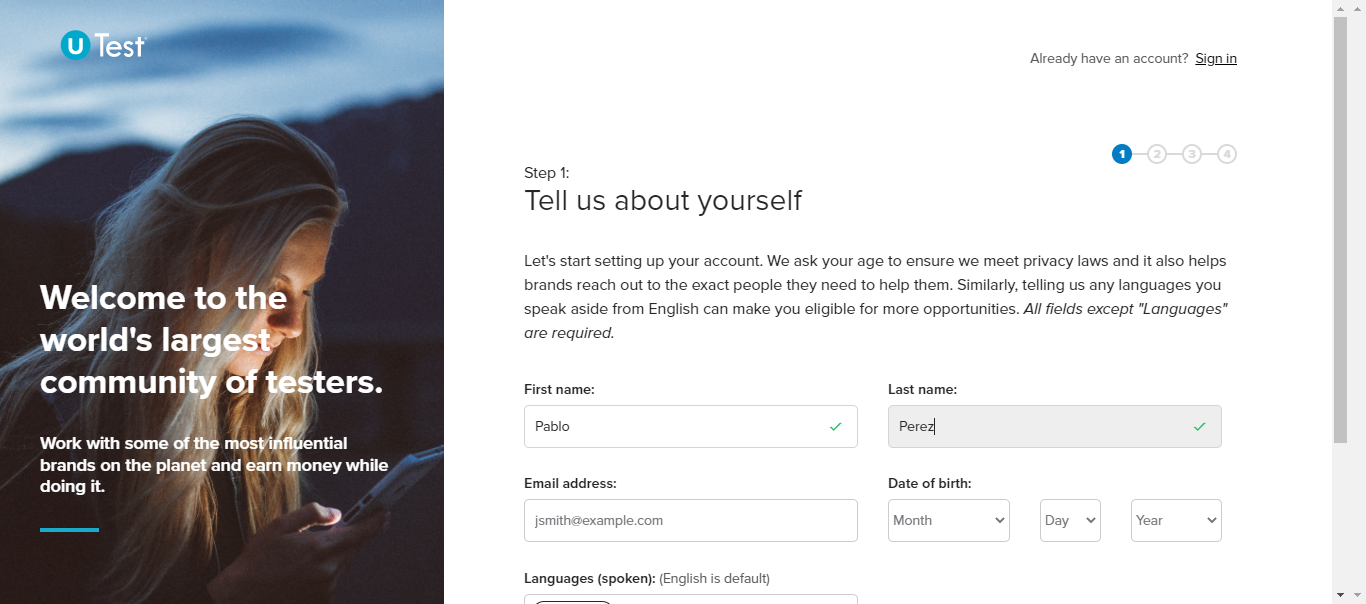 U Test
Already have an account? Sign in
1 2 3 4
Step 1:
Tell us about yourself
Let's start setting up your account. We ask your age to ensure we meet privacy laws and it also helps
brands reach out to the exact people they need to help them. Similarly, telling us any languages you
speak aside from English can make you eligible for more opportunities. All fields except "Languages"
are required.
Welcome to the
world's largest
community of testers.
Work with some of the most influential
brands on the planet and earn money while
doing it.
First name: Last name:
Pablo Perez
Email address: Date of birth:
jsmith@example.com Month Day Year
Languages (spoken): (English is default)